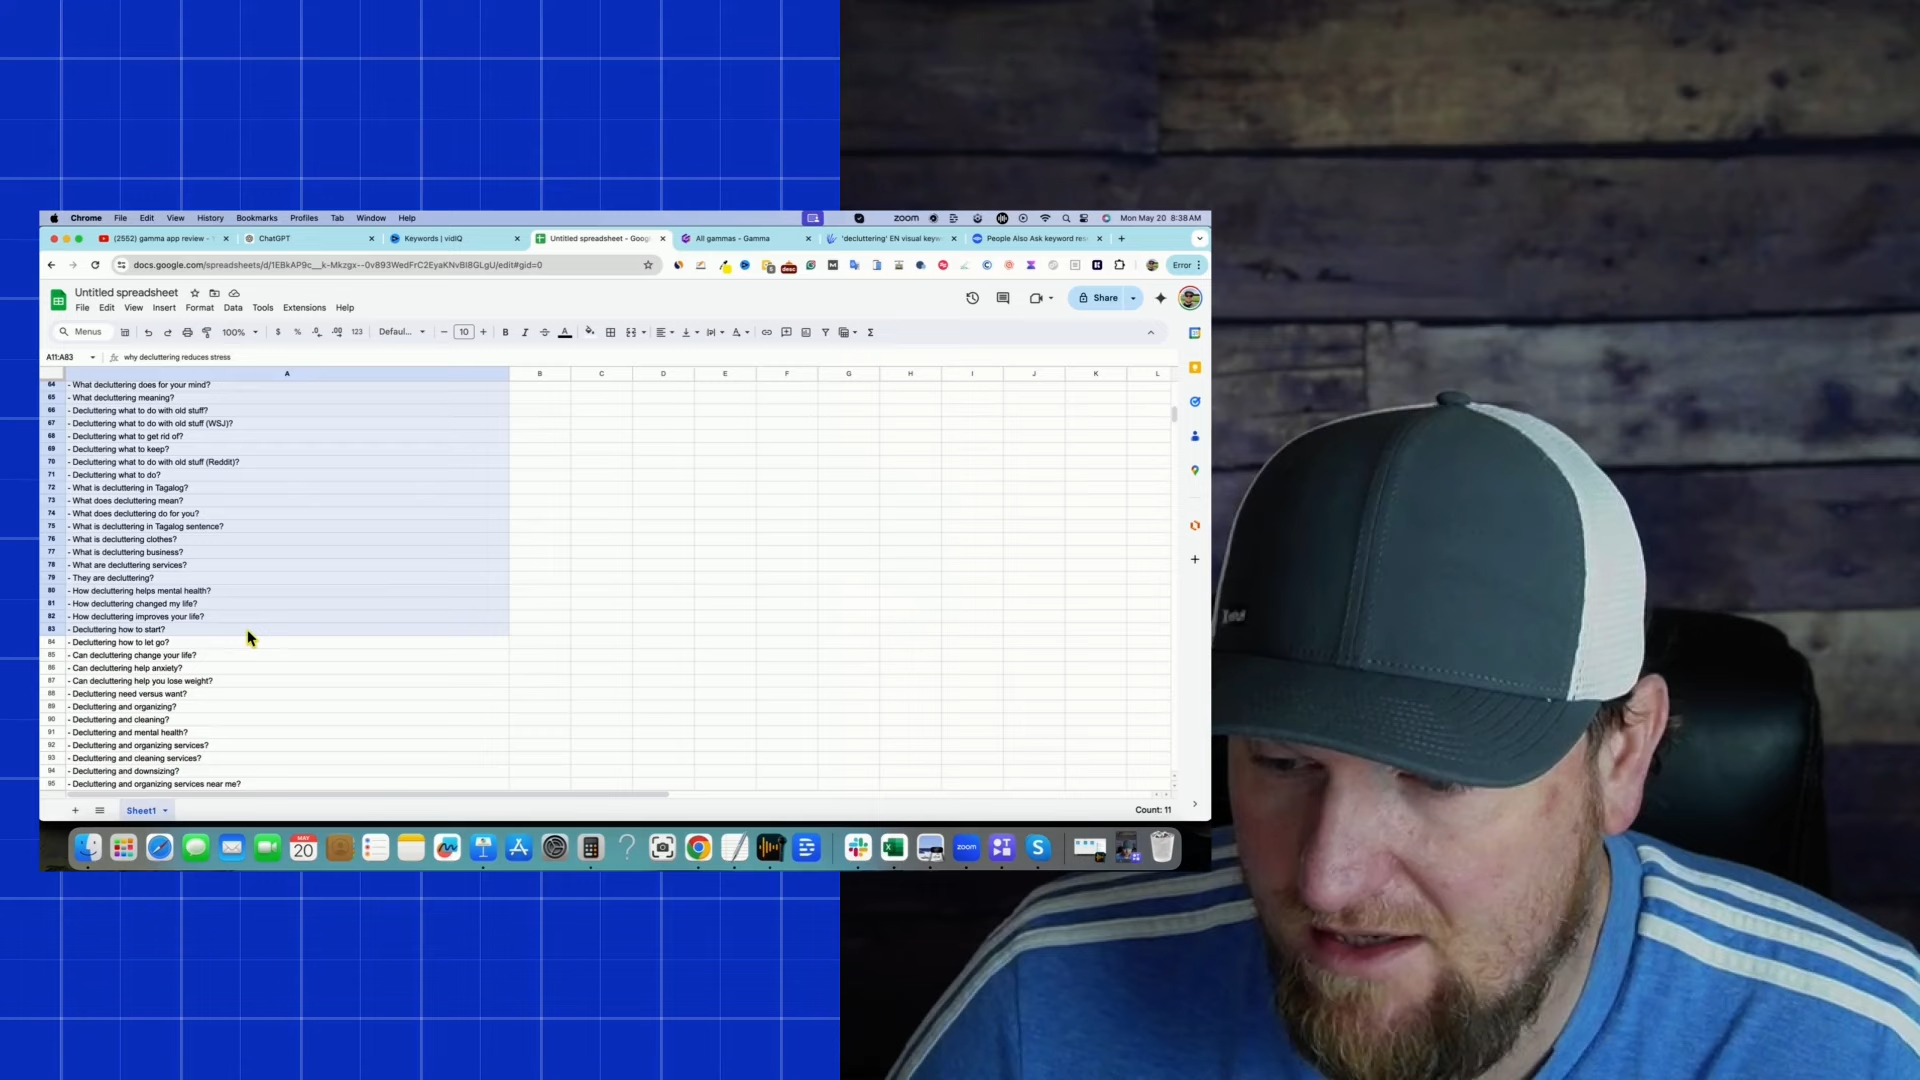 Chrome File Edit View History Bookmarks Profiles Tab Window Help zoom Mon May 20 8:38 AM
(2552) gamma app review - ChatGPT Keywords | vidIQ Untitled spreadsheet - Goog All gammas - Gamma 'decluttering' EN visual keyw People Also Ask keyword res
docs.google.com/spreadsheets/d/1EBkAP9c__k-Mkzgx--0v893WedFrC2EyaKNvBI8GLgU/edit#gid=0 Error
Untitled spreadsheet
File Edit View Insert Format Data Tools Extensions Help Share
Menus 100% $ % .0 .00 123 Defaul... 10 B I A
A11:A83 fx why decluttering reduces stress
A B C D E F G H I J K L
64 - What decluttering does for your mind?
65 - What decluttering meaning?
66 - Decluttering what to do with old stuff?
67 - Decluttering what to do with old stuff (WSJ)?
68 - Decluttering what to get rid of?
69 - Decluttering what to keep?
70 - Decluttering what to do with old stuff (Reddit)?
71 - Decluttering what to do?
72 - What is decluttering in Tagalog?
73 - What does decluttering mean?
74 - What does decluttering do for you?
75 - What is decluttering in Tagalog sentence?
76 - What is decluttering clothes?
77 - What is decluttering business?
78 - What are decluttering services?
79 - They are decluttering?
80 - How decluttering helps mental health?
81 - How decluttering changed my life?
82 - How decluttering improves your life?
83 - Decluttering how to start?
84 - Decluttering how to let go?
85 - Can decluttering change your life?
86 - Can decluttering help anxiety?
87 - Can decluttering help you lose weight?
88 - Decluttering need versus want?
89 - Decluttering and organizing?
90 - Decluttering and cleaning?
91 - Decluttering and mental health?
92 - Decluttering and organizing services?
93 - Decluttering and cleaning services?
94 - Decluttering and downsizing?
95 - Decluttering and organizing services near me?
Sheet1 Count: 11
MAY
20
zoom